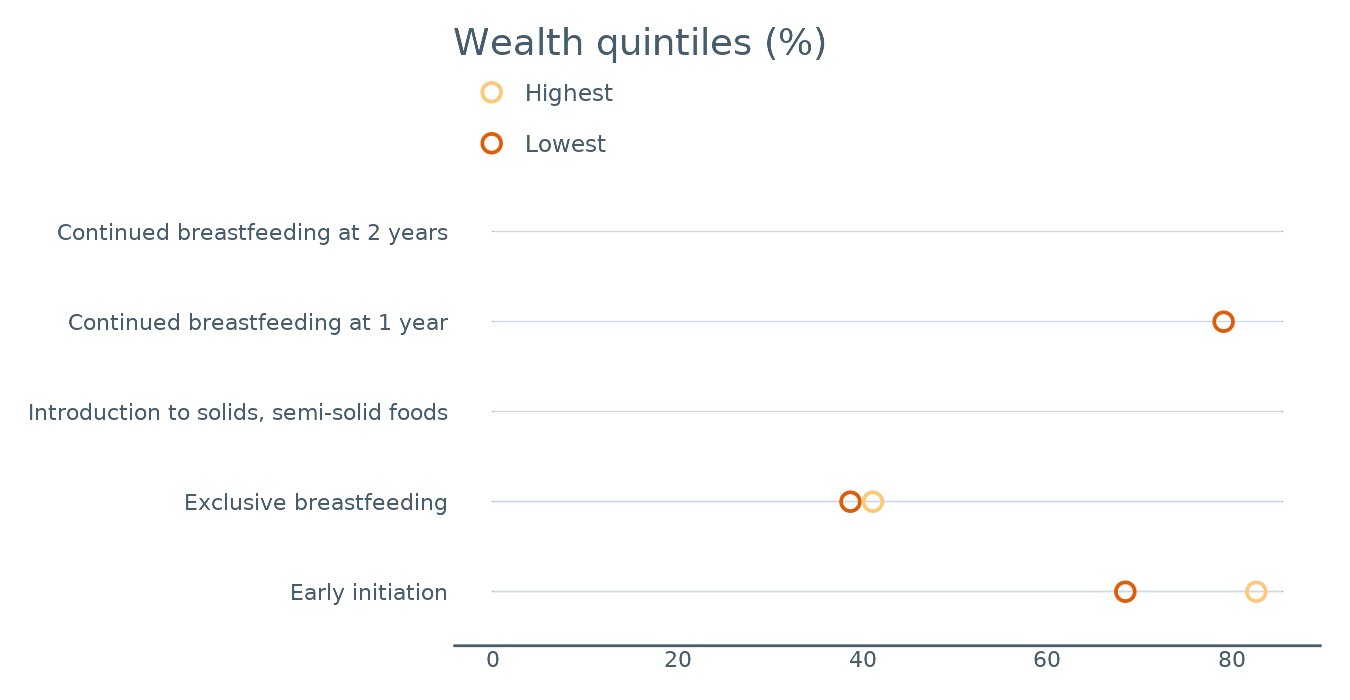 Wealth quintiles (%)
Highest
Lowest
Continued breastfeeding at 2 years
Continued breastfeeding at 1 year
Introduction to solids, semi-solid foods
Exclusive breastfeeding
Early initiation
0 20 40 60 80